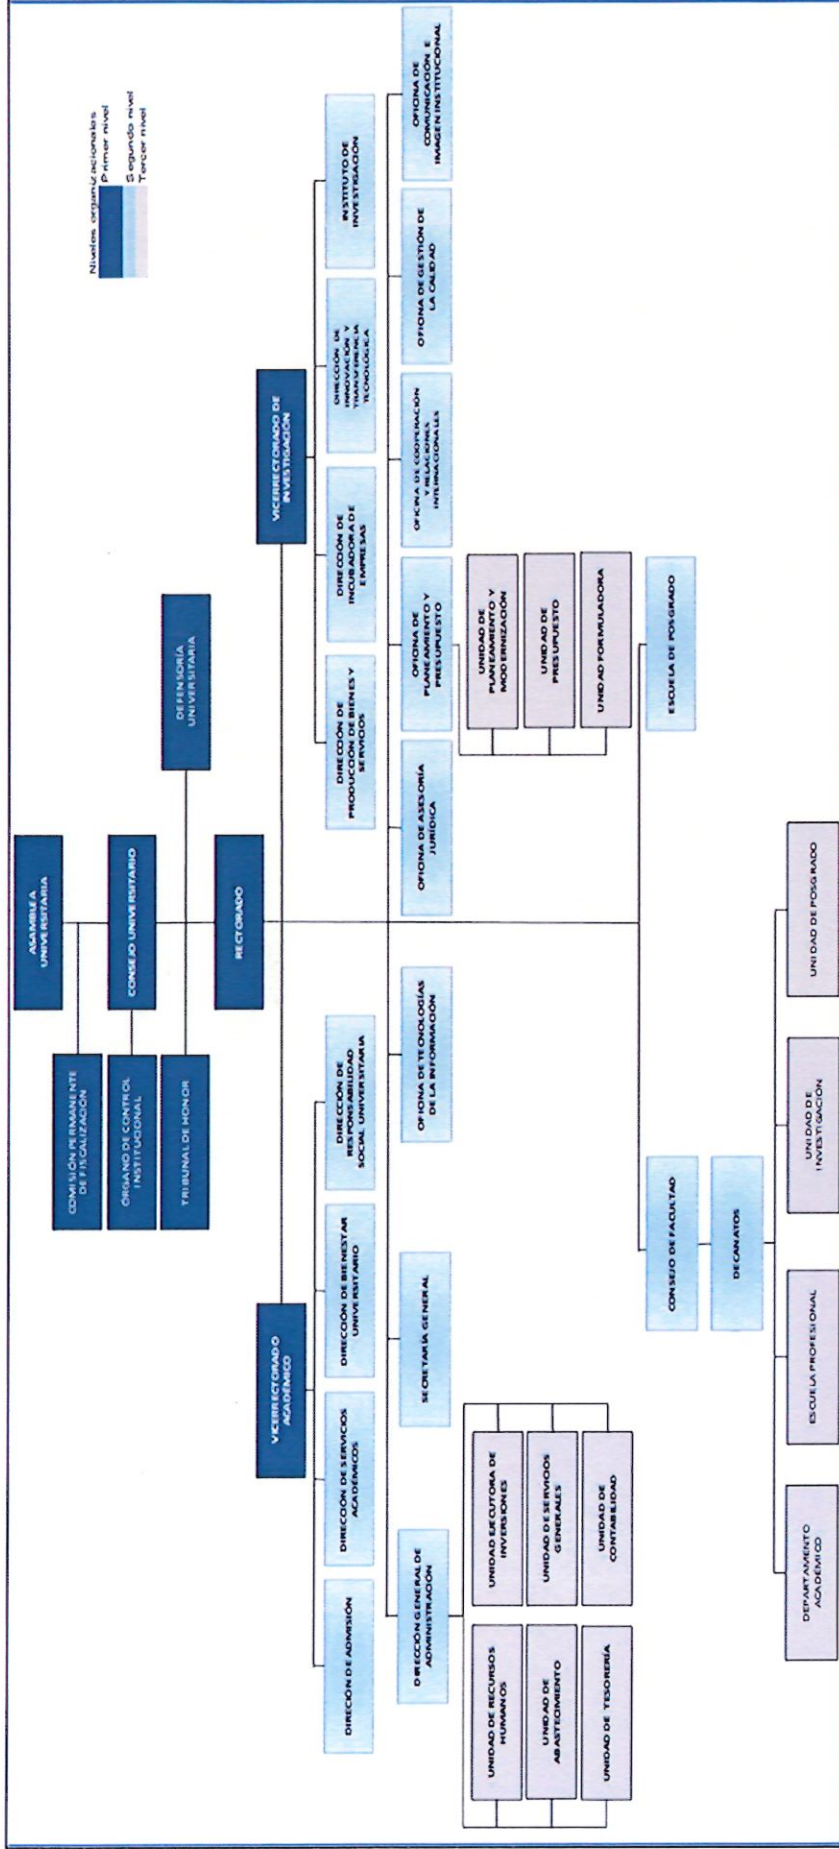 Niveles organizacionales
Primer nivel
Segundo nivel
Tercer nivel
ASAMBLEA
UNIVERSITARIA
COMISIÓN PERMANENTE
DE FISCALIZACIÓN
CONSEJO UNIVERSITARIO
ÓRGANO DE CONTROL
INSTITUCIONAL
TRIBUNAL DE HONOR
DEFENSORÍA
UNIVERSITARIA
RECTORADO
VICERRECTORADO
ACADÉMICO
VICERRECTORADO DE
INVESTIGACIÓN
DIRECIÓN DE ADMISIÓN
DIRECCIÓN DE SERVICIOS
ACADÉMICOS
DIRECCIÓN DE BIENESTAR
UNIVERSITARIO
DIRECCIÓN DE
RESPONSABILIDAD
SOCIAL UNIVERSITARIA
DIRECCIÓN DE
PRODUCCIÓN DE BIENES Y
SERVICIOS
DIRECCIÓN DE
INCUBADORA DE
EMPRESAS
DIRECCIÓN DE
INNOVACIÓN Y
TRANSFERENCIA
TECNOLÓGICA
INSTITUTO DE
INVESTIGACIÓN
DIRECCIÓN GENERAL DE
ADMINISTRACIÓN
SECRETARÍA GENERAL
OFICINA DE TECNOLOGÍAS
DE LA INFORMACIÓN
OFICINA DE ASESORÍA
JURÍDICA
OFICINA DE
PLANEAMIENTO Y
PRESUPUESTO
OFICINA DE COOPERACIÓN
Y RELACIONES
INTERNACIONALES
OFICINA DE GESTIÓN DE
LA CALIDAD
OFICINA DE
COMUNICACIÓN E
IMAGEN INSTITUCIONAL
UNIDAD DE RECURSOS
HUMANOS
UNIDAD EJECUTORA DE
INVERSIONES
UNIDAD DE
ABASTECIMIENTO
UNIDAD DE SERVICIOS
GENERALES
UNIDAD DE TESORERÍA
UNIDAD DE
CONTABILIDAD
UNIDAD DE
PLANEAMIENTO Y
MODERNIZACIÓN
UNIDAD DE
PRESUPUESTO
UNIDAD FORMULADORA
CONSEJO DE FACULTAD
ESCUELA DE POSGRADO
DECANATOS
DEPARTAMENTO
ACADÉMICO
ESCUELA PROFESIONAL
UNIDAD DE
INVESTIGACIÓN
UNIDAD DE POSGRADO